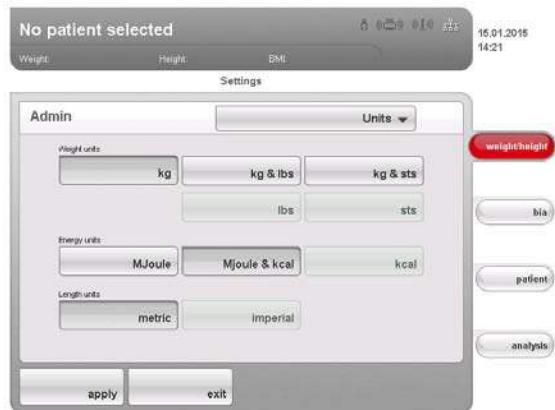 No patient selected
15.01.2015
14:21
Weight: Height: BMI:
Settings
Admin
Units
Weight units
kg
kg & lbs
kg & sts
lbs
sts
Energy units
MJoule
Mjoule & kcal
kcal
Length units
metric
imperial
apply
exit
weight/height
bia
patient
analysis